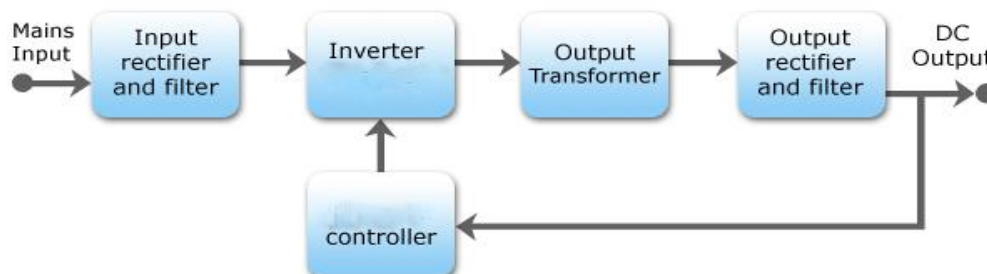 Mains
Input
Input
rectifier
and filter
Inverter
Output
Transformer
Output
rectifier
and filter
DC
Output
controller